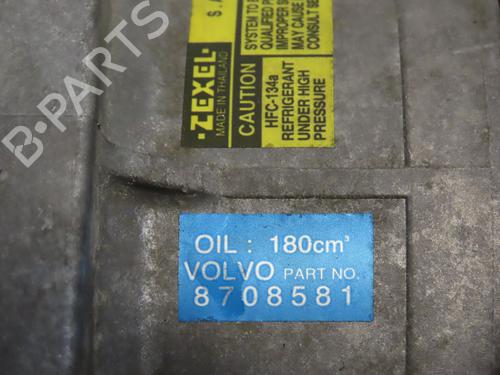 ZEXEL
MADE IN THAILAND
CAUTION
HFC-134a
REFRIGERANT
UNDER HIGH
PRESSURE
OIL : 180cm³
VOLVO PART NO.
8708581
B-PARTS